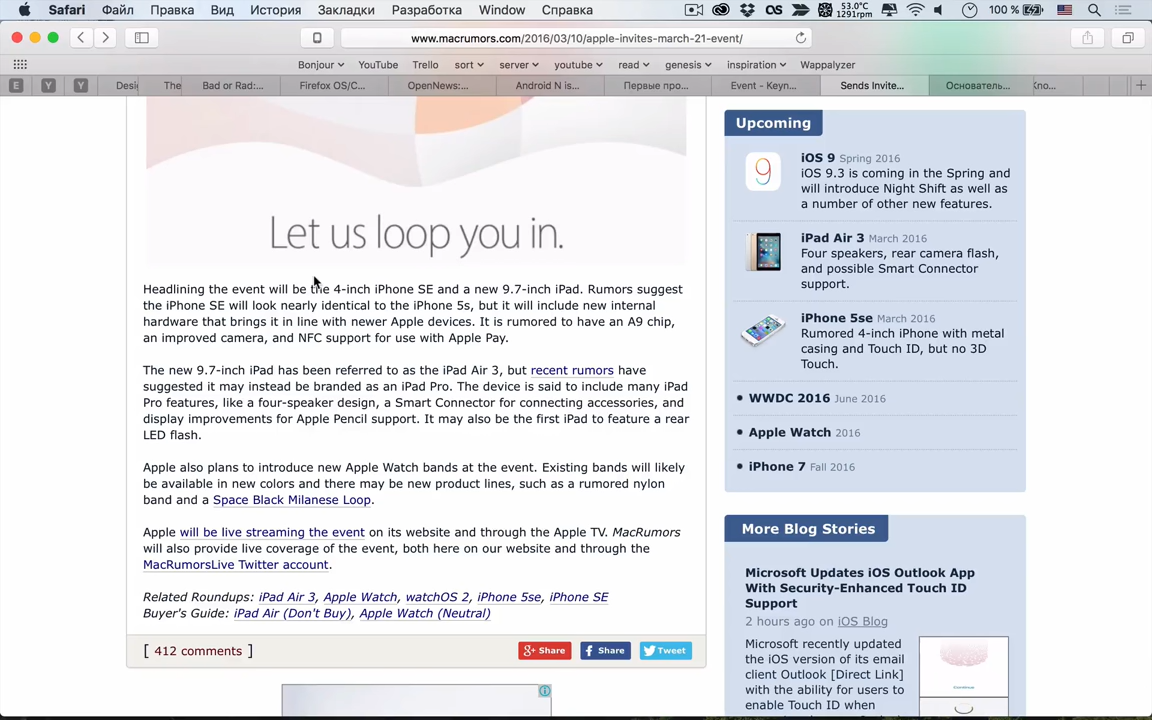 Safari Файл Правка Вид История Закладки Разработка Window Справка 53.0°C 1291rpm 100 %
www.macrumors.com/2016/03/10/apple-invites-march-21-event/
Bonjour YouTube Trello sort server youtube read genesis inspiration Wappalyzer
E Y Y Desi The Bad or Rad:... Firefox OS/C... OpenNews:... Android N is... Первые про... Event - Keyn... Sends Invite... Основатель...
Let us loop you in.
Headlining the event will be the 4-inch iPhone SE and a new 9.7-inch iPad. Rumors suggest
the iPhone SE will look nearly identical to the iPhone 5s, but it will include new internal
hardware that brings it in line with newer Apple devices. It is rumored to have an A9 chip,
an improved camera, and NFC support for use with Apple Pay.
The new 9.7-inch iPad has been referred to as the iPad Air 3, but recent rumors have
suggested it may instead be branded as an iPad Pro. The device is said to include many iPad
Pro features, like a four-speaker design, a Smart Connector for connecting accessories, and
display improvements for Apple Pencil support. It may also be the first iPad to feature a rear
LED flash.
Apple also plans to introduce new Apple Watch bands at the event. Existing bands will likely
be available in new colors and there may be new product lines, such as a rumored nylon
band and a Space Black Milanese Loop.
Apple will be live streaming the event on its website and through the Apple TV. MacRumors
will also provide live coverage of the event, both here on our website and through the
MacRumorsLive Twitter account.
Related Roundups: iPad Air 3, Apple Watch, watchOS 2, iPhone 5se, iPhone SE
Buyer's Guide: iPad Air (Don't Buy), Apple Watch (Neutral)
[ 412 comments ] Share Share Tweet
Upcoming
9
iOS 9 Spring 2016
iOS 9.3 is coming in the Spring and
will introduce Night Shift as well as
a number of other new features.
iPad Air 3 March 2016
Four speakers, rear camera flash,
and possible Smart Connector
support.
iPhone 5se March 2016
Rumored 4-inch iPhone with metal
casing and Touch ID, but no 3D
Touch.
WWDC 2016 June 2016
Apple Watch 2016
iPhone 7 Fall 2016
More Blog Stories
Microsoft Updates iOS Outlook App
With Security-Enhanced Touch ID
Support
2 hours ago on iOS Blog
Microsoft recently updated
the iOS version of its email
client Outlook [Direct Link]
with the ability for users to
enable Touch ID when